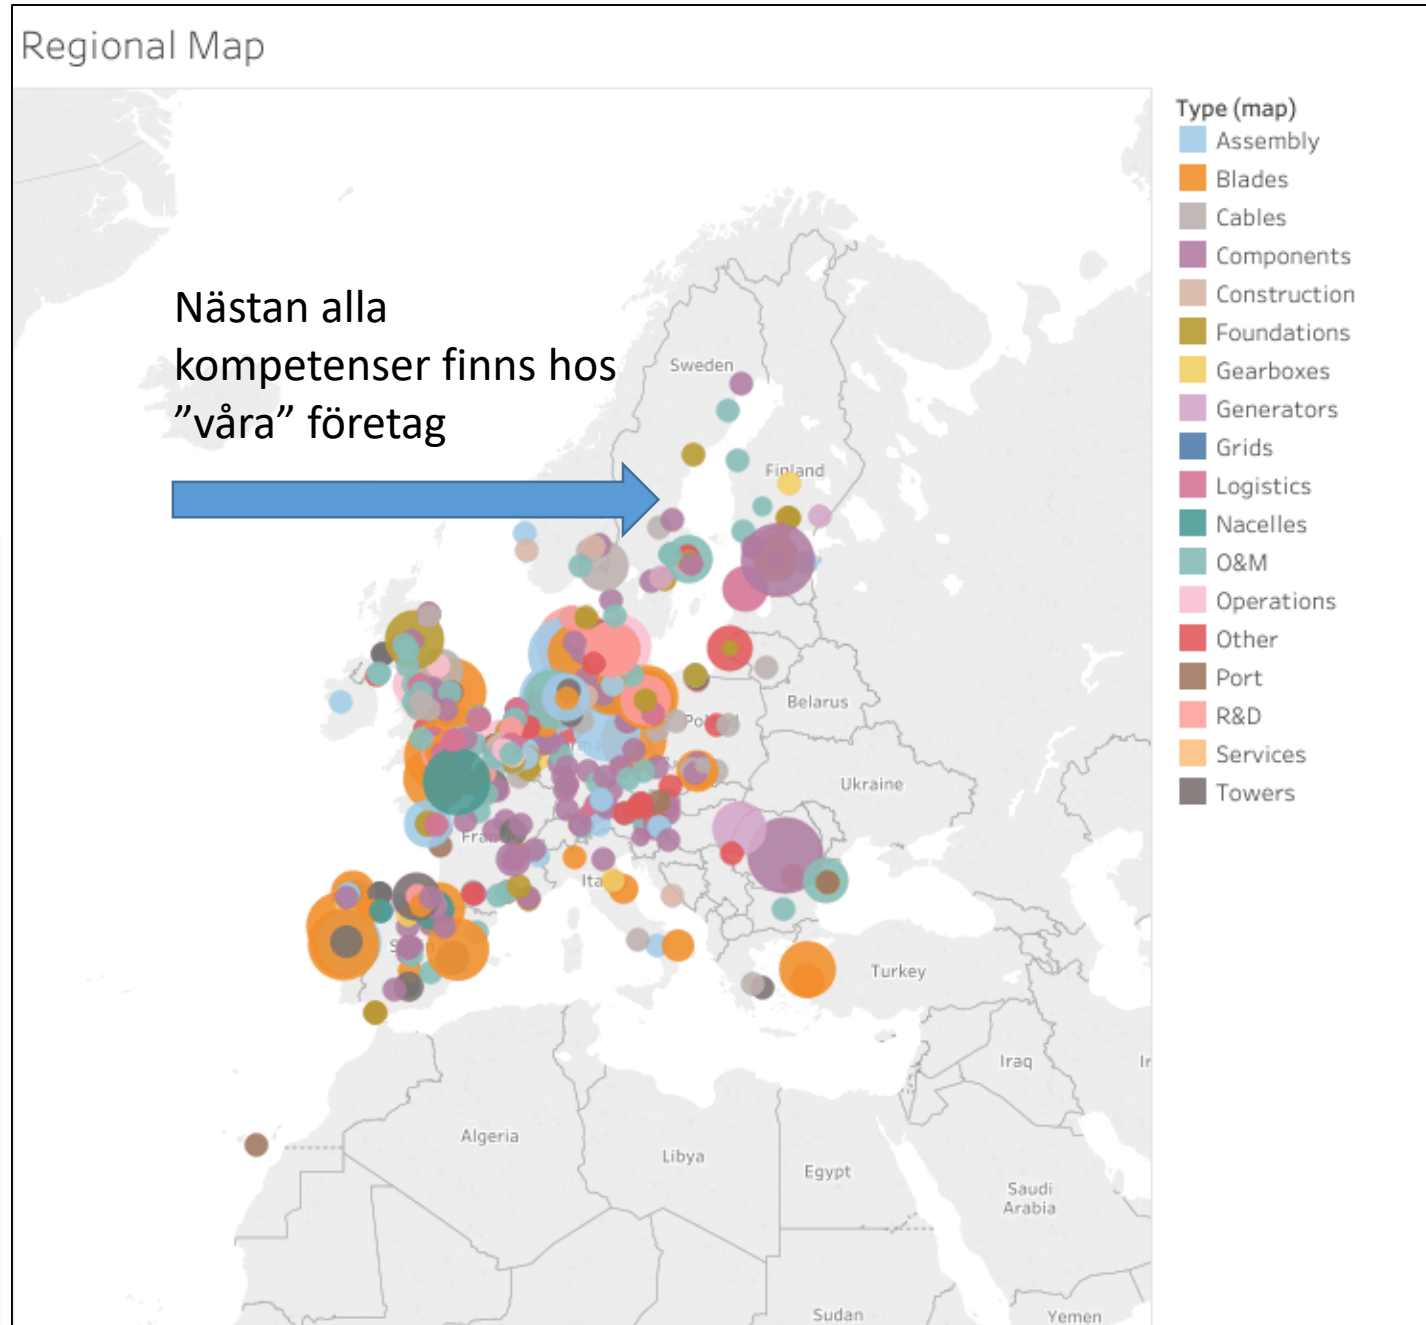 Regional Map
Type (map)
Assembly
Blades
Cables
Components
Construction
Foundations
Gearboxes
Generators
Grids
Logistics
Nacelles
O&M
Operations
Other
Port
R&D
Services
Towers
Nästan alla
kompetenser finns hos
”våra” företag
Sweden
Finland
Belarus
Ukraine
Turkey
Iraq
Algeria
Libya
Egypt
Saudi
Arabia
Sudan
Yemen